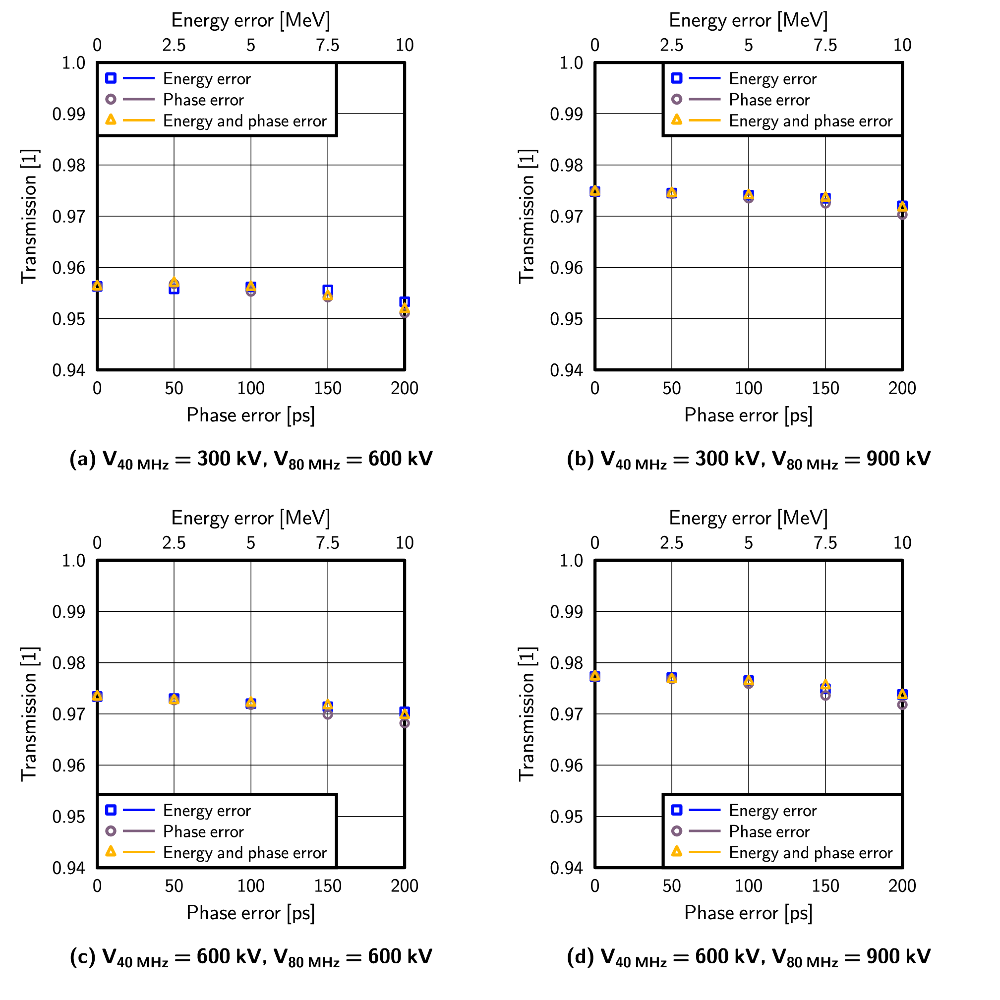 Energy error [MeV]
0 2.5 5 7.5 10
1.0
0.99
0.98
0.97
0.96
0.95
0.94
Transmission [1]
Energy error
Phase error
Energy and phase error
0 50 100 150 200
Phase error [ps]
(a) V40 MHz = 300 kV, V80 MHz = 600 kV
Energy error [MeV]
0 2.5 5 7.5 10
1.0
0.99
0.98
0.97
0.96
0.95
0.94
Transmission [1]
Energy error
Phase error
Energy and phase error
0 50 100 150 200
Phase error [ps]
(b) V40 MHz = 300 kV, V80 MHz = 900 kV
Energy error [MeV]
0 2.5 5 7.5 10
1.0
0.99
0.98
0.97
0.96
0.95
0.94
Transmission [1]
Energy error
Phase error
Energy and phase error
0 50 100 150 200
Phase error [ps]
(c) V40 MHz = 600 kV, V80 MHz = 600 kV
Energy error [MeV]
0 2.5 5 7.5 10
1.0
0.99
0.98
0.97
0.96
0.95
0.94
Transmission [1]
Energy error
Phase error
Energy and phase error
0 50 100 150 200
Phase error [ps]
(d) V40 MHz = 600 kV, V80 MHz = 900 kV